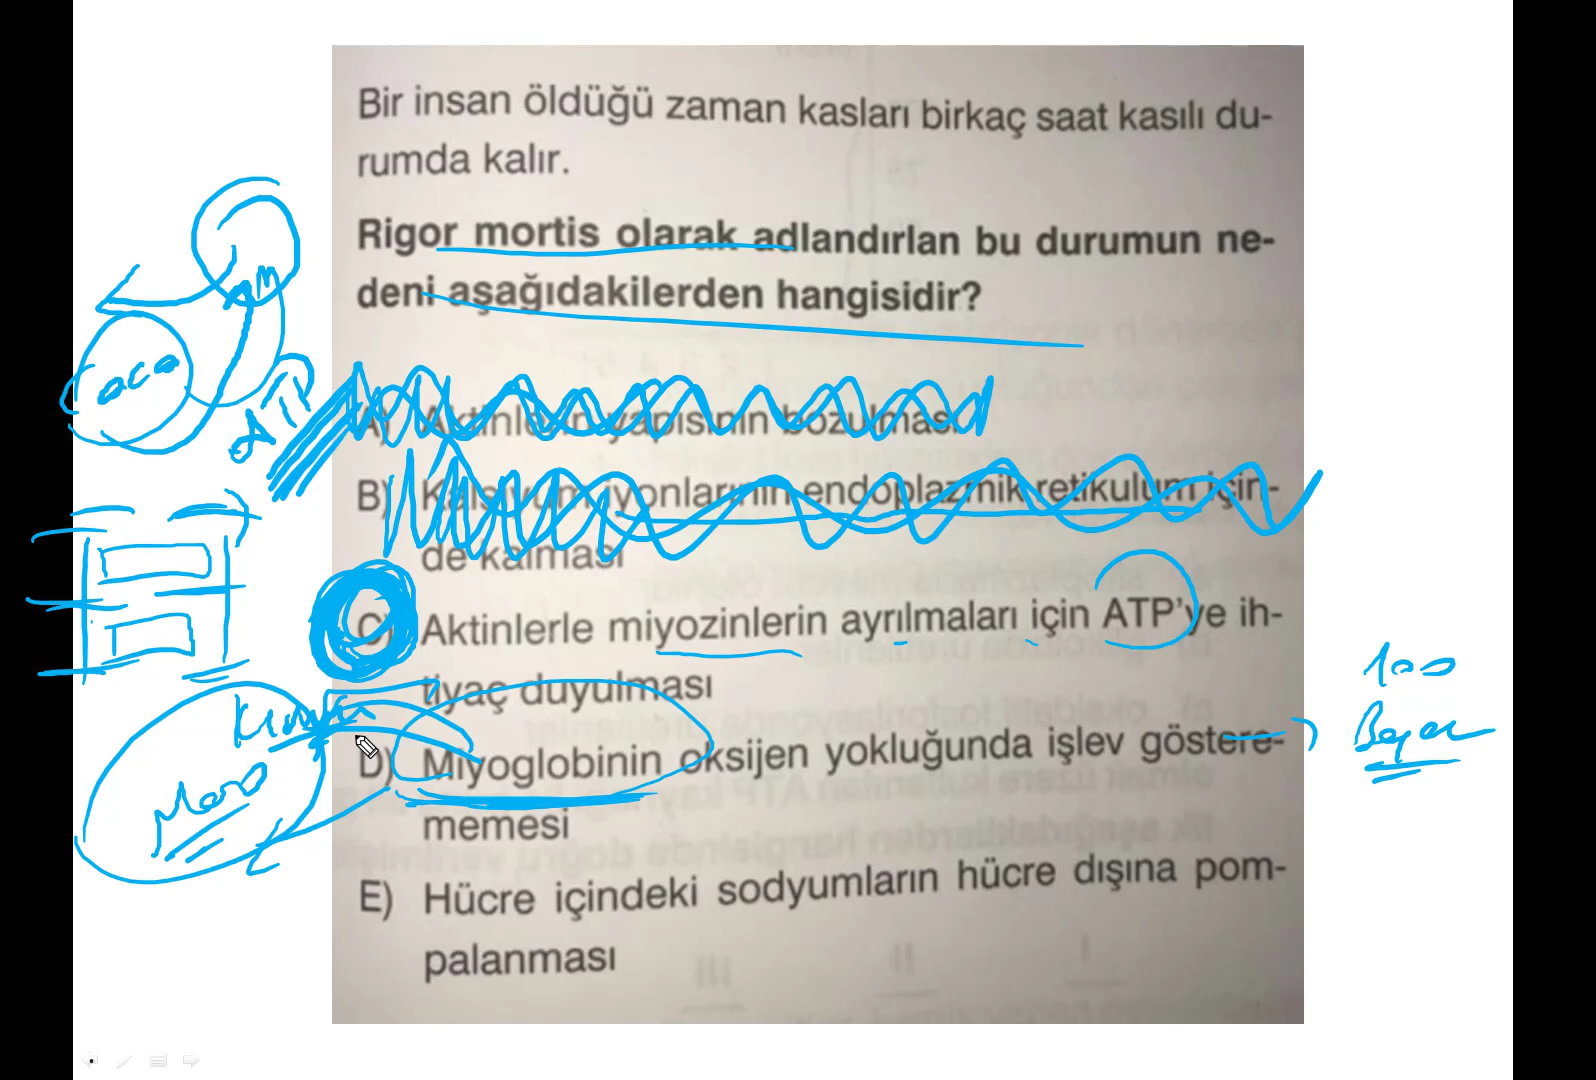 Bir insan öldüğü zaman kasları birkaç saat kasılı du-
rumda kalır.
Rigor mortis olarak adlandırılan bu durumun ne-
deni aşağıdakilerden hangisidir?
A) Aktinlerin yapısının bozulması
B) Kalsiyum iyonlarının endoplazmik retikulum için-
de kalması
C) Aktinlerle miyozinlerin ayrılmaları için ATP'ye ih-
tiyaç duyulması
D) Miyoglobinin oksijen yokluğunda işlev göstere-
memesi
E) Hücre içindeki sodyumların hücre dışına pom-
palanması
ATP
Kırmızı
100
Beyaz